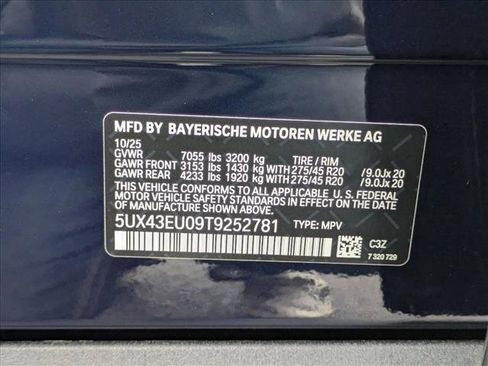 MFD BY BAYERISCHE MOTOREN WERKE AG
10/25
GVWR 7055 lbs 3200 kg TIRE / RIM
GAWR FRONT 3153 lbs 1430 kg WITH 275/45 R20 / 9.0Jx 20
GAWR REAR 4233 lbs 1920 kg WITH 275/45 R20 / 9.0Jx 20
THIS VEHICLE CONFORMS TO ALL APPLICABLE U. S. FEDERAL
MOTOR VEHICLE SAFETY STANDARDS IN EFFECT ON THE DATE
OF MANUFACTURE SHOWN ABOVE.
5UX43EU09T9252781 TYPE: MPV
C3Z
7 320 729